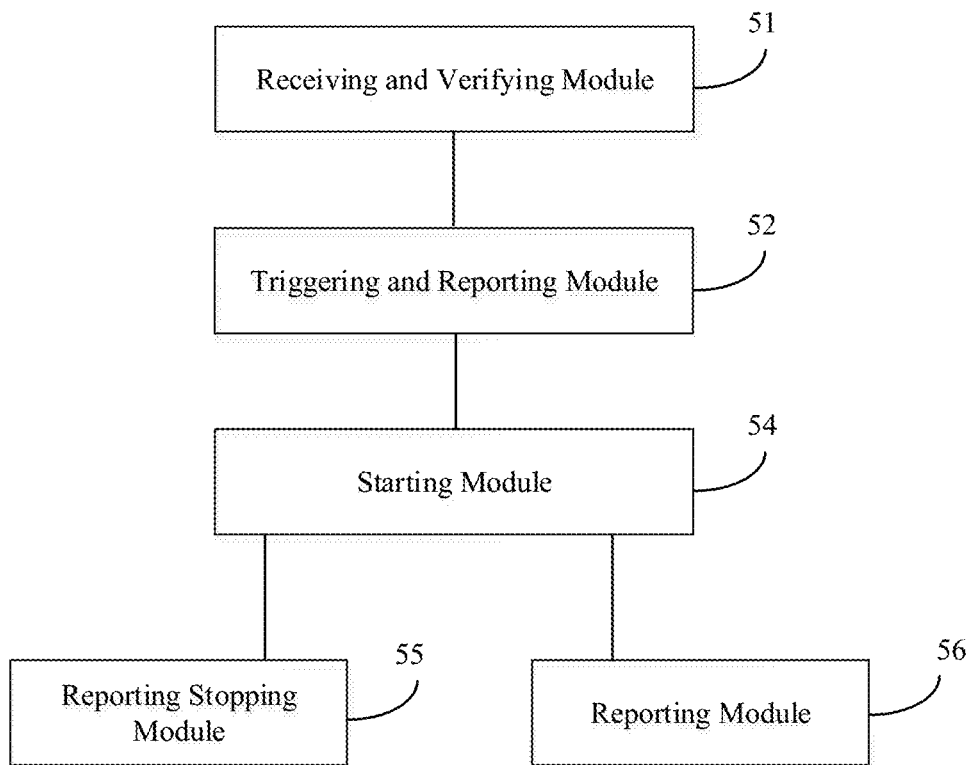 51
Receiving and Verifying Module
52
Triggering and Reporting Module
54
Starting Module
55
Reporting Stopping
Module
56
Reporting Module